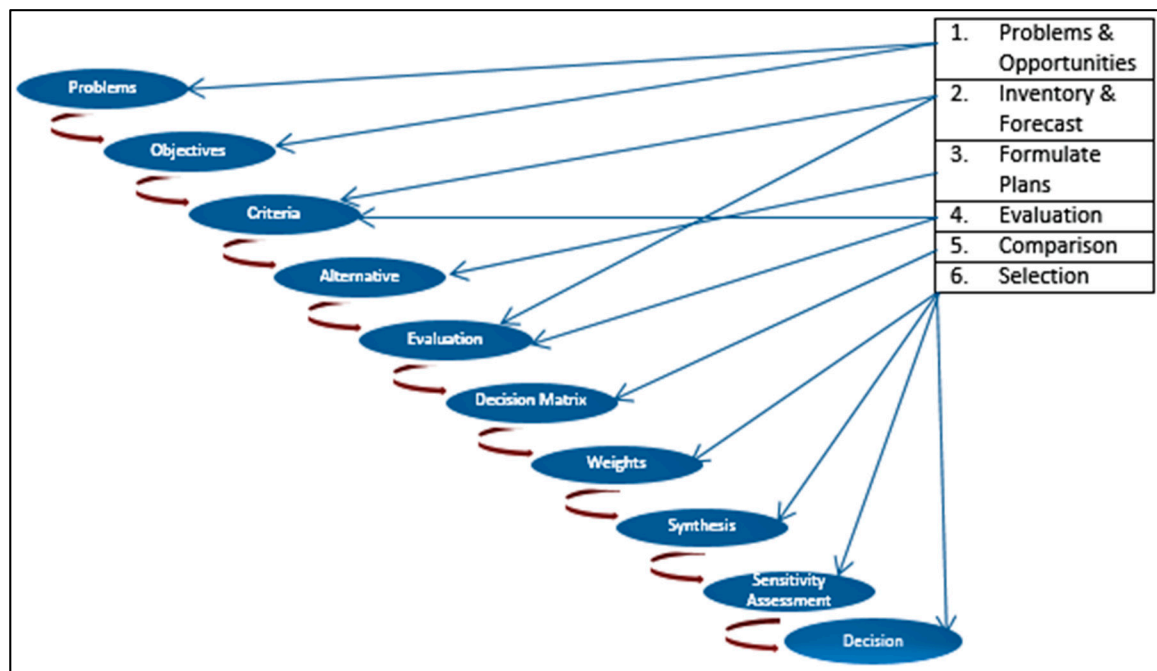 1. Problems &
Opportunities
2. Inventory &
Forecast
3. Formulate
Plans
4. Evaluation
5. Comparison
6. Selection
Problems
Objectives
Criteria
Alternative
Evaluation
Decision Matrix
Weights
Synthesis
Sensitivity
Assessment
Decision